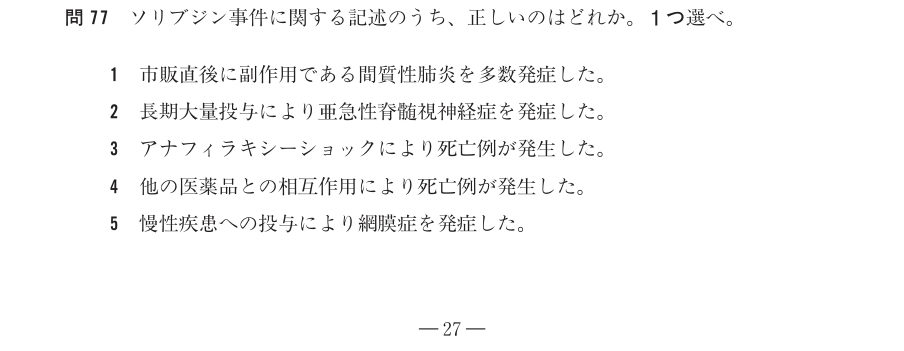 問 77 ソリブジン事件に関する記述のうち、正しいのはどれか。1つ選べ。
1 市販直後に副作用である間質性肺炎を多数発症した。
2 長期大量投与により亜急性脊髄視神経症を発症した。
3 アナフィラキシーショックにより死亡例が発生した。
4 他の医薬品との相互作用により死亡例が発生した。
5 慢性疾患への投与により網膜症を発症した。
— 27 —